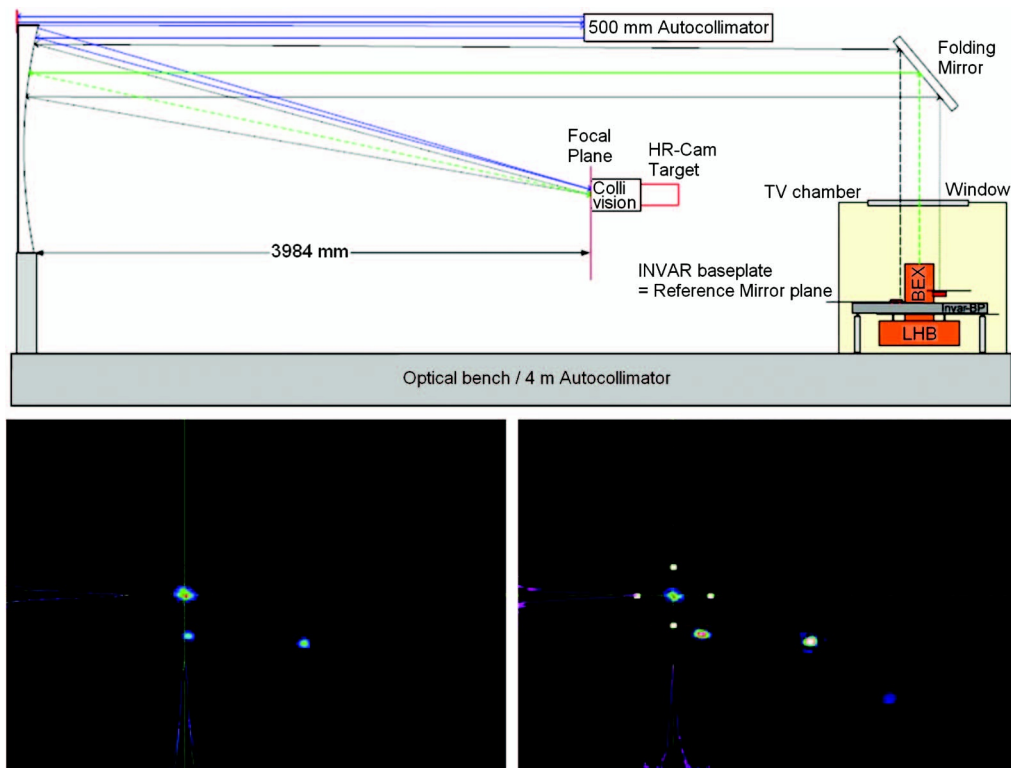 500 mm Autocollimator
Folding
Mirror
Focal
Plane
HR-Cam
Target
Colli
vision
TV chamber
Window
3984 mm
INVAR baseplate
= Reference Mirror plane
BEX
Invar-BP
LHB
Optical bench / 4 m Autocollimator